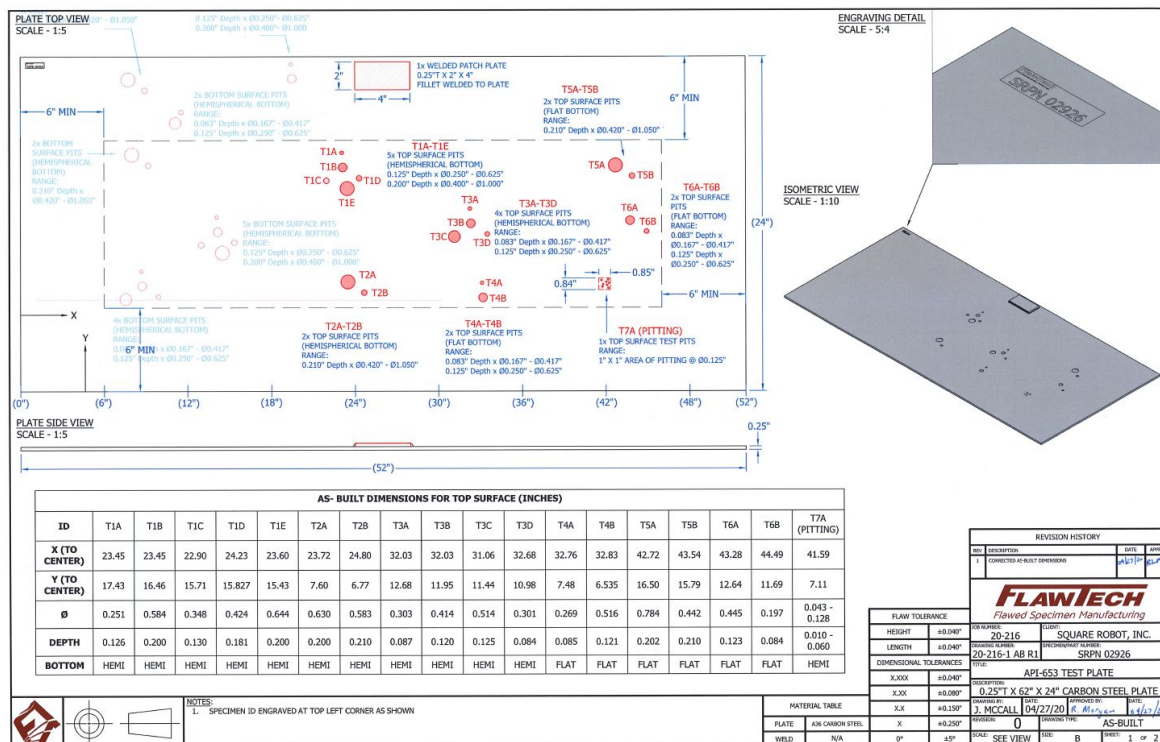 PLATE TOP VIEW
SCALE - 1:5
0.125" Depth x Ø0.250"- Ø0.625"
0.200" Depth x Ø0.400"- Ø1.000
2"
4"
1x WELDED PATCH PLATE
0.25"T X 2" X 4"
FILLET WELDED TO PLATE
2x BOTTOM SURFACE PITS
(HEMISPHERICAL BOTTOM)
RANGE:
0.083" Depth x Ø0.167" - Ø0.417"
0.125" Depth x Ø0.250" - Ø0.625"
6" MIN
2x BOTTOM
SURFACE PITS
(HEMISPHERICAL
BOTTOM)
RANGE:
0.210" Depth x
Ø0.420" - Ø1.050"
T1A
T1B
T1C
T1D
T1E
T1A-T1E
5x TOP SURFACE PITS
(HEMISPHERICAL BOTTOM)
0.125" Depth x Ø0.250" - Ø0.625"
0.200" Depth x Ø0.400" - Ø1.000"
T5A-T5B
2x TOP SURFACE PITS
(FLAT BOTTOM)
RANGE:
0.210" Depth x Ø0.420" - Ø1.050"
6" MIN
T5A
T5B
T3A
T3B
T3C
T3D
T3A-T3D
4x TOP SURFACE PITS
(HEMISPHERICAL BOTTOM)
RANGE:
0.083" Depth x Ø0.167" - Ø0.417"
0.125" Depth x Ø0.250" - Ø0.625"
T6A
T6B
T6A-T6B
2x TOP SURFACE
PITS
(FLAT BOTTOM)
RANGE:
0.083" Depth x
Ø0.167" - Ø0.417"
0.125" Depth x
Ø0.250" - Ø0.625"
(24")
5x BOTTOM SURFACE PITS
(HEMISPHERICAL BOTTOM)
RANGE:
0.125" Depth x Ø0.250" - Ø0.625"
0.200" Depth x Ø0.400" - Ø1.000"
T2A
T2B
T4A
T4B
0.84"
0.85"
6" MIN
X
Y
4x BOTTOM SURFACE PITS
(HEMISPHERICAL BOTTOM)
RANGE:
6" MIN
0.125" Depth x Ø0.250" - Ø0.625"
T2A-T2B
2x TOP SURFACE PITS
(HEMISPHERICAL BOTTOM)
RANGE:
0.210" Depth x Ø0.420" - Ø1.050"
T4A-T4B
2x TOP SURFACE PITS
(FLAT BOTTOM)
RANGE:
0.083" Depth x Ø0.167" - Ø0.417"
0.125" Depth x Ø0.250" - Ø0.625"
T7A (PITTING)
1x TOP SURFACE TEST PITS
RANGE:
1" X 1" AREA OF PITTING @ Ø0.125"
(0") (6") (12") (18") (24") (30") (36") (42") (48") (52")
PLATE SIDE VIEW
SCALE - 1:5
0.25"
(52")
ENGRAVING DETAIL
SCALE - 5:4
FlawTech
SRPN 02926
ISOMETRIC VIEW
SCALE - 1:10
AS- BUILT DIMENSIONS FOR TOP SURFACE (INCHES)
ID T1A T1B T1C T1D T1E T2A T2B T3A T3B T3C T3D T4A T4B T5A T5B T6A T6B T7A (PITTING)
X (TO CENTER) 23.45 23.45 22.90 24.23 23.60 23.72 24.80 32.03 32.03 31.06 32.68 32.76 32.83 42.72 43.54 43.28 44.49 41.59
Y (TO CENTER) 17.43 16.46 15.71 15.827 15.43 7.60 6.77 12.68 11.95 11.44 10.98 7.48 6.535 16.50 15.79 12.64 11.69 7.11
Ø 0.251 0.584 0.348 0.424 0.644 0.630 0.583 0.303 0.414 0.514 0.301 0.269 0.516 0.784 0.442 0.445 0.197 0.043 - 0.128
DEPTH 0.126 0.200 0.130 0.181 0.200 0.200 0.210 0.087 0.120 0.125 0.084 0.085 0.121 0.202 0.210 0.123 0.084 0.010 - 0.060
BOTTOM HEMI HEMI HEMI HEMI HEMI HEMI HEMI HEMI HEMI HEMI HEMI FLAT FLAT FLAT FLAT FLAT FLAT HEMI
NOTES:
1. SPECIMEN ID ENGRAVED AT TOP LEFT CORNER AS SHOWN
MATERIAL TABLE
PLATE A36 CARBON STEEL
WELD N/A
FLAW TOLERANCE
HEIGHT ±0.040"
LENGTH ±0.040"
DIMENSIONAL TOLERANCES
X.XXX ±0.040"
X.XX ±0.080"
X.X ±0.150"
X ±0.250"
0° ±5°
REVISION HISTORY
REV DESCRIPTION DATE
1 CORRECTED AS-BUILT DIMENSIONS
FLAWTECH
Flawed Specimen Manufacturing
JOB NUMBER: 20-216
CLIENT: SQUARE ROBOT, INC.
DRAWING NUMBER: 20-216-1 AB R1
SPECIMEN/PART NUMBER: SRPN 02926
TITLE: API-653 TEST PLATE
DESCRIPTION: 0.25"T X 62" X 24" CARBON STEEL PLATE
DRAWING BY: J. MCCALL
DATE: 04/27/20
APPROVED BY: R. Morgan
DATE:
REVISION: 0
DRAWING TYPE: AS-BUILT
SCALE: SEE VIEW
SIZE: B
SHEET: 1 OF 2